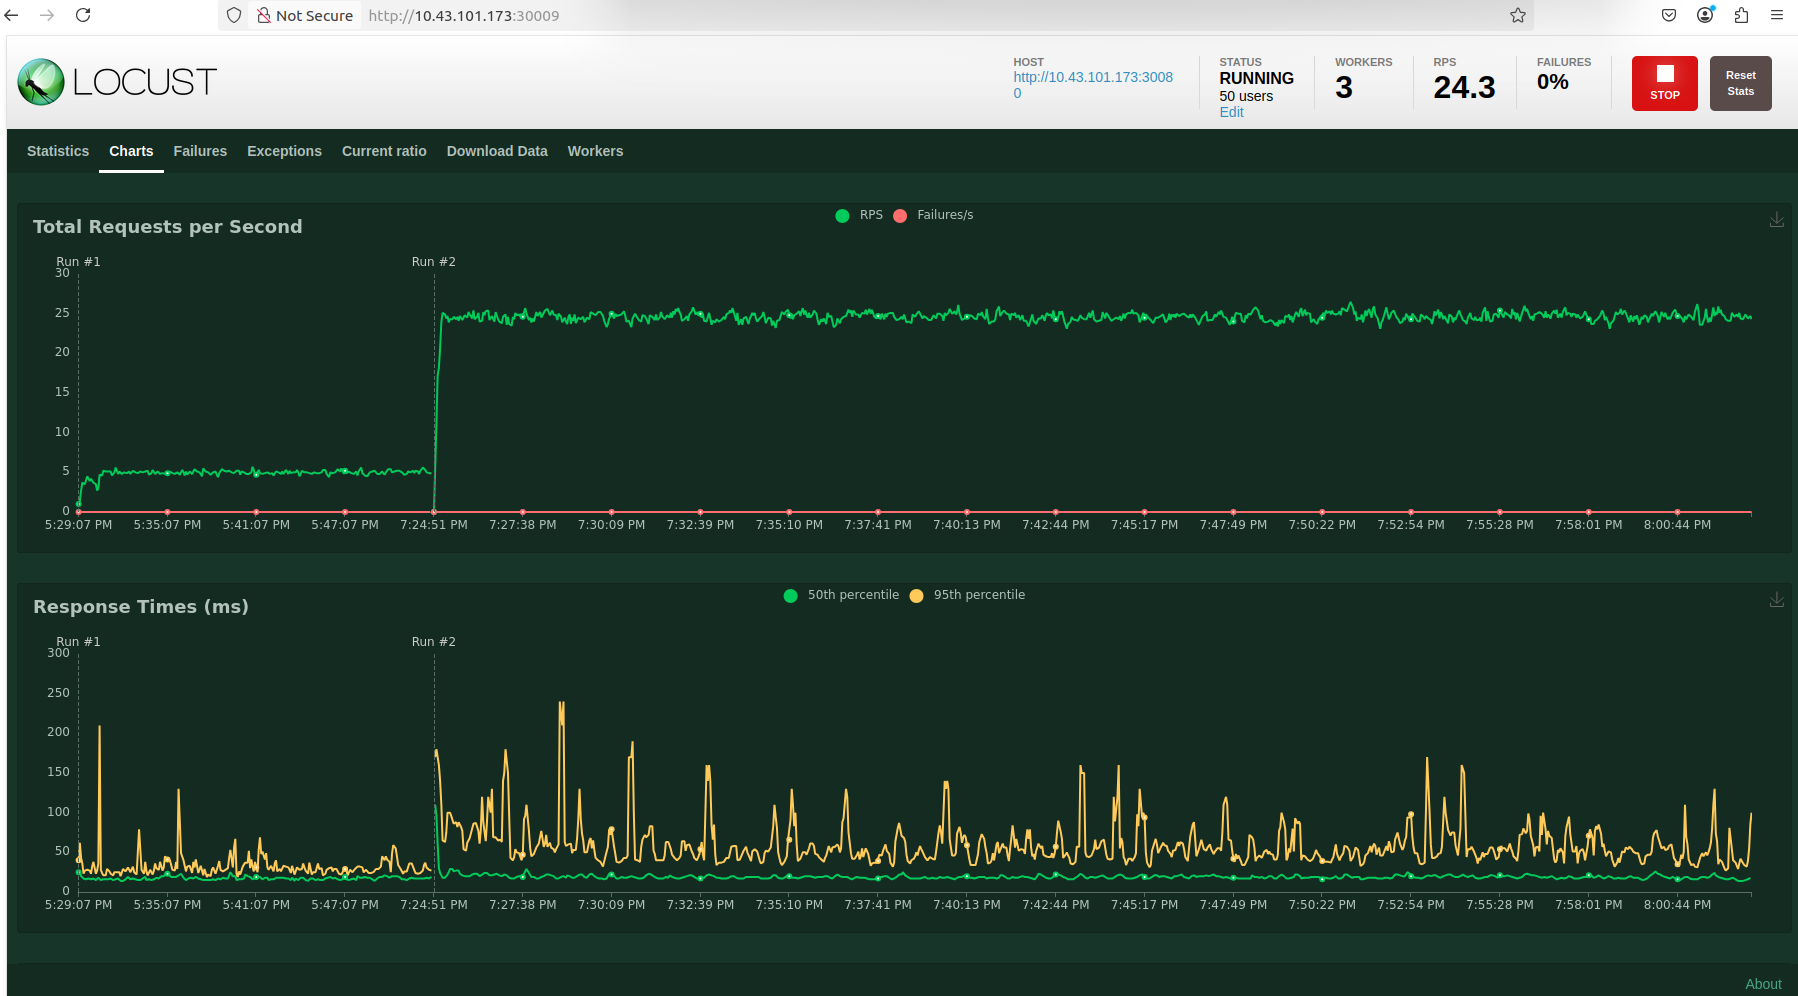 Not Secure http://10.43.101.173:30009
LOCUST
HOST
http://10.43.101.173:3008
0
STATUS
RUNNING
50 users
Edit
WORKERS
3
RPS
24.3
FAILURES
0%
STOP
Reset
Stats
Statistics Charts Failures Exceptions Current ratio Download Data Workers
Total Requests per Second
RPS Failures/s
Run #1 Run #2
30
25
20
15
10
5
0
5:29:07 PM 5:35:07 PM 5:41:07 PM 5:47:07 PM 7:24:51 PM 7:27:38 PM 7:30:09 PM 7:32:39 PM 7:35:10 PM 7:37:41 PM 7:40:13 PM 7:42:44 PM 7:45:17 PM 7:47:49 PM 7:50:22 PM 7:52:54 PM 7:55:28 PM 7:58:01 PM 8:00:44 PM
Response Times (ms)
50th percentile 95th percentile
Run #1 Run #2
300
250
200
150
100
50
0
5:29:07 PM 5:35:07 PM 5:41:07 PM 5:47:07 PM 7:24:51 PM 7:27:38 PM 7:30:09 PM 7:32:39 PM 7:35:10 PM 7:37:41 PM 7:40:13 PM 7:42:44 PM 7:45:17 PM 7:47:49 PM 7:50:22 PM 7:52:54 PM 7:55:28 PM 7:58:01 PM 8:00:44 PM
About